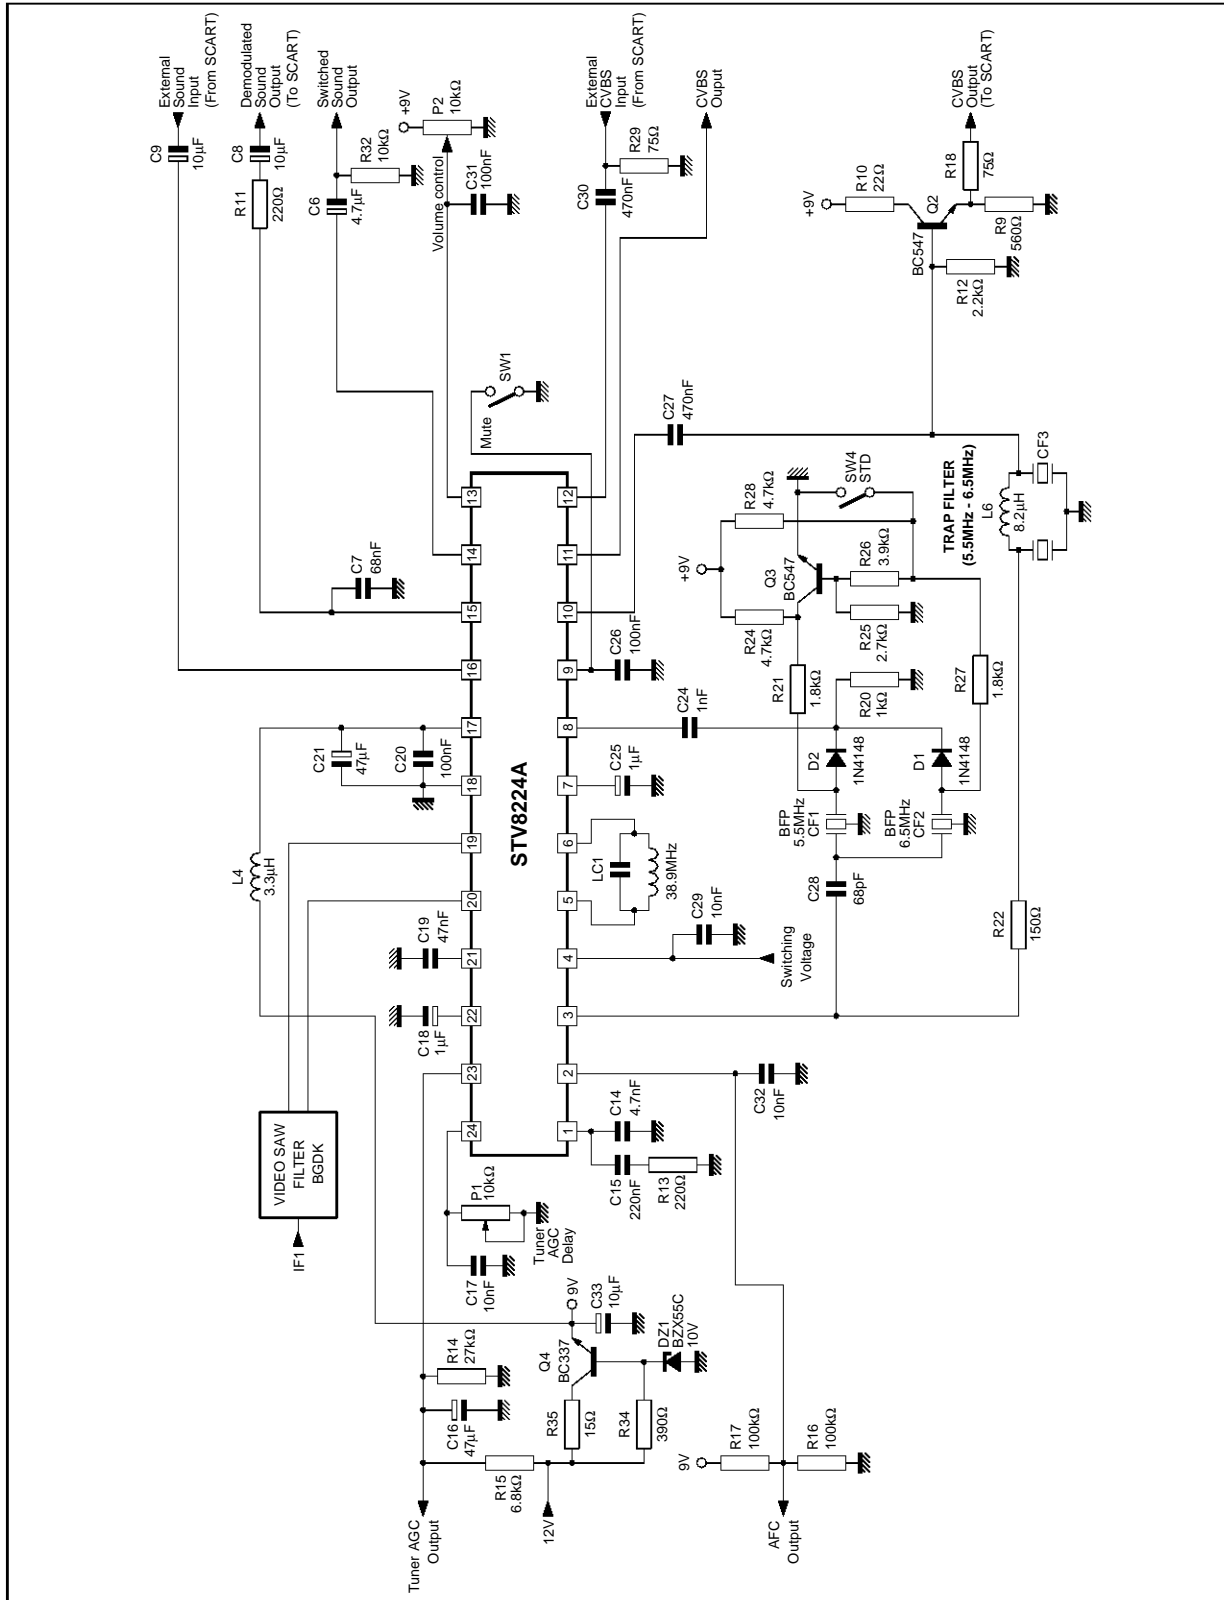 External
Sound
Input
(From SCART)
C9
10µF
Demodulated
Sound
Output
(To SCART)
C8
10µF
R11
220Ω
Switched
Sound
Output
C6
4.7µF
R32
10kΩ
+9V
P2
10kΩ
Volume control
C31
100nF
External
CVBS
Input
(From SCART)
R29
75Ω
C30
470nF
CVBS
Ouput
CVBS
Output
(To SCART)
R18
75Ω
R10
22Ω
+9V
Q2
BC547
R9
560Ω
R12
2.2kΩ
SW1
Mute
C27
470nF
C7
68nF
13
14
15
16
17
18
19
20
21
22
23
24
STV8224A
12
11
10
9
8
7
6
5
4
3
2
1
C26
100nF
C24
1nF
C25
1µF
LC1
38.9MHz
C29
10nF
Switching
Voltage
C21
47µF
C20
100nF
L4
3.3µH
C19
47nF
C18
1µF
SW4
STD
R28
4.7kΩ
+9V
Q3
BC547
R24
4.7kΩ
R26
3.9kΩ
R25
2.7kΩ
R21
1.8kΩ
R20
1kΩ
R27
1.8kΩ
TRAP FILTER
(5.5MHz - 6.5MHz)
L6
8.2µH
CF3
D2
1N4148
D1
1N4148
BFP
5.5MHz
CF1
BFP
6.5MHz
CF2
C28
68pF
R22
150Ω
VIDEO SAW
FILTER
BGDK
IF1
P1
10kΩ
Tuner
AGC
Delay
C17
10nF
C14
4.7nF
C15
220nF
R13
220Ω
C32
10nF
9V
C33
10µF
Q4
BC337
DZ1
BZX55C
10V
R14
27kΩ
C16
47µF
R35
15Ω
R34
390Ω
R15
6.8kΩ
12V
Tuner AGC
Output
9V
R17
100kΩ
R16
100kΩ
AFC
Output